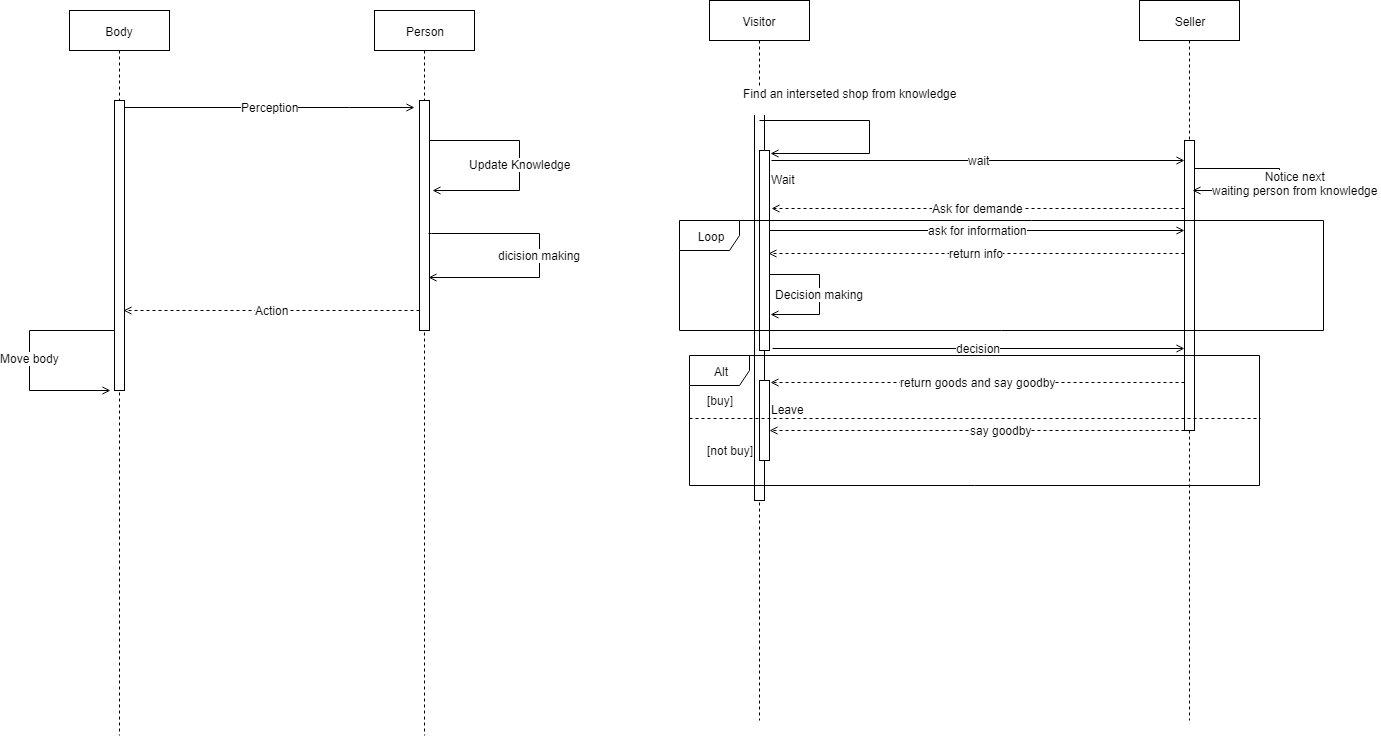 Body
Person
Perception
Update Knowledge
dicision making
Action
Move body
Visitor
Seller
Find an interseted shop from knowledge
wait
Wait
Notice next
waiting person from knowledge
Ask for demande
Loop
ask for information
return info
Decision making
decision
Alt
return goods and say goodby
[buy]
Leave
say goodby
[not buy]